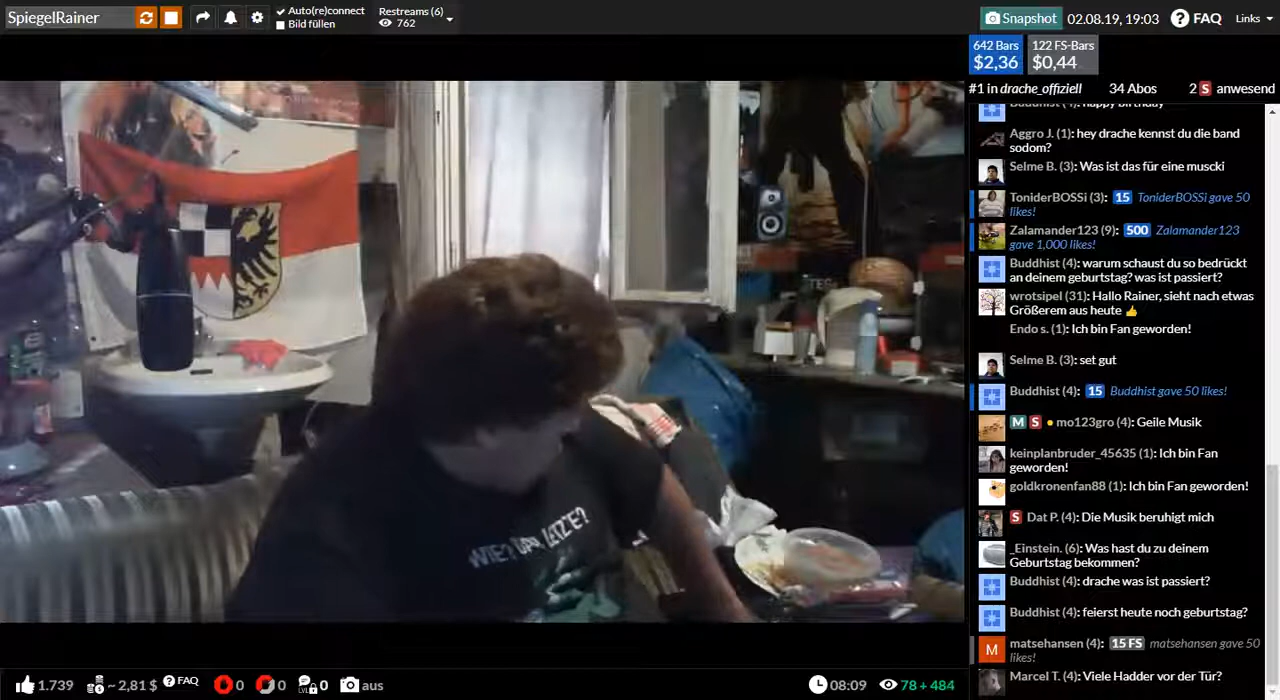 SpiegelRainer
Auto(re)connect
Bild füllen
Restreams (6)
762
Snapshot
02.08.19, 19:03
FAQ
Links
642 Bars
$2,36
122 FS-Bars
$0,44
#1 in drache_offiziell
34 Abos
2 S anwesend
Buddhist (4): happy birthday
Aggro J. (1): hey drache kennst du die band
sodom?
Selme B. (3): Was ist das für eine muscki
ToniderBOSSi (3): 15 ToniderBOSSi gave 50
likes!
Zalamander123 (9): 500 Zalamander123
gave 1,000 likes!
Buddhist (4): warum schaust du so bedrückt
an deinem geburtstag? was ist passiert?
wrotsipel (31): Hallo Rainer, sieht nach etwas
Größerem aus heute 👍
Endo s. (1): Ich bin Fan geworden!
Selme B. (3): set gut
Buddhist (4): 15 Buddhist gave 50 likes!
M S mo123gro (4): Geile Musik
keinplanbruder_45635 (1): Ich bin Fan
geworden!
goldkronenfan88 (1): Ich bin Fan geworden!
S Dat P. (4): Die Musik beruhigt mich
_Einstein. (6): Was hast du zu deinem
Geburtstag bekommen?
Buddhist (4): drache was ist passiert?
Buddhist (4): feierst heute noch geburtstag?
M
matsehansen (4): 15 FS matsehansen gave 50
likes!
Marcel T. (4): Viele Hadder vor der Tür?
WIE?
LETZE?
1.739
~ 2,81 $
FAQ
0
0
LVL
0
aus
08:09
78 + 484